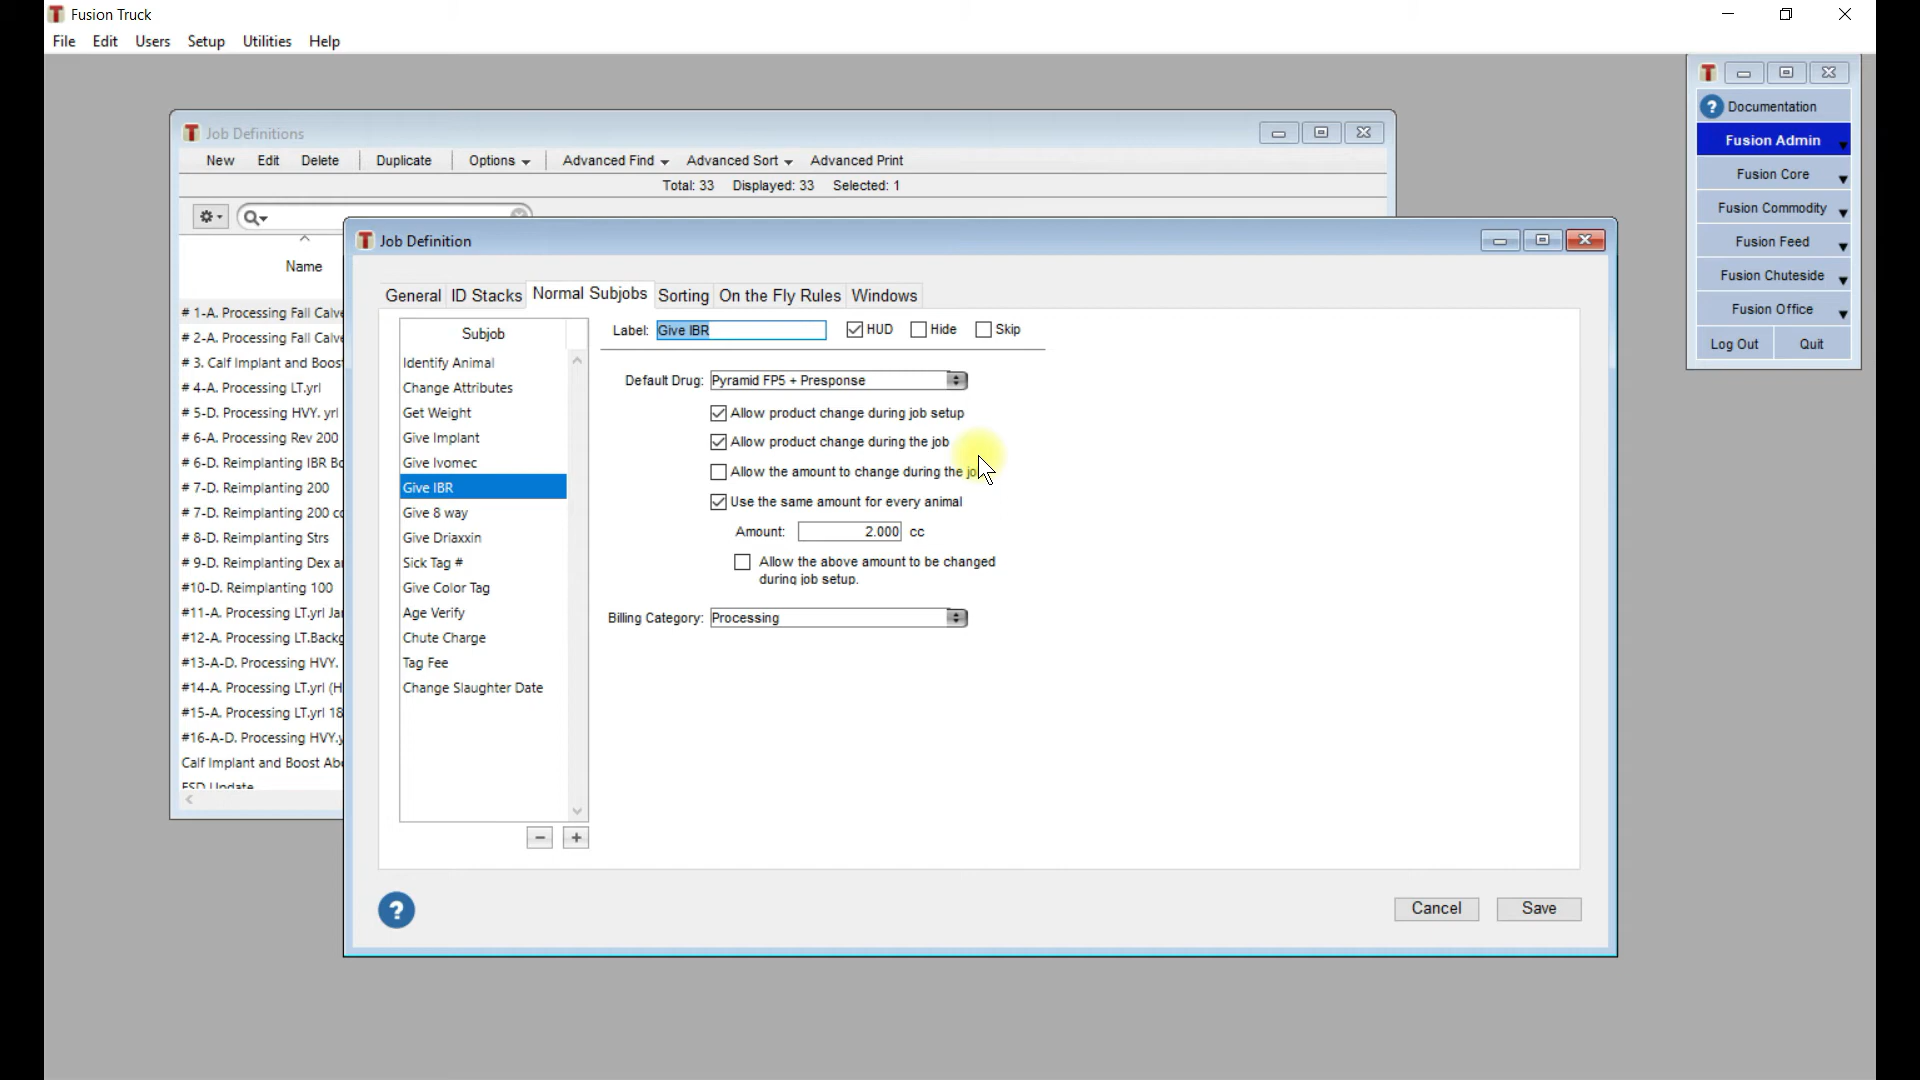 Fusion Truck
File Edit Users Setup Utilities Help
Documentation
Fusion Admin
Fusion Core
Fusion Commodity
Fusion Feed
Fusion Chuteside
Fusion Office
Log Out Quit
Job Definitions
New Edit Delete Duplicate Options Advanced Find Advanced Sort Advanced Print
Total: 33 Displayed: 33 Selected: 1
Name
# 1-A. Processing Fall Calve
# 2-A. Processing Fall Calve
# 3. Calf Implant and Boost
# 4-A. Processing LT.yrl
# 5-D. Processing HVY. yrl
# 6-A. Processing Rev 200
# 6-D. Reimplanting IBR Bo
# 7-D. Reimplanting 200
# 7-D. Reimplanting 200 co
# 8-D. Reimplanting Strs
# 9-D. Reimplanting Dex a
#10-D. Reimplanting 100
#11-A. Processing LT.yrl Ja
#12-A. Processing LT.Backg
#13-A-D. Processing HVY.
#14-A. Processing LT.yrl (H
#15-A. Processing LT.yrl 18
#16-A-D. Processing HVY.y
Calf Implant and Boost Ab
ESD Update
Job Definition
General ID Stacks Normal Subjobs Sorting On the Fly Rules Windows
Subjob
Identify Animal
Change Attributes
Get Weight
Give Implant
Give Ivomec
Give IBR
Give 8 way
Give Driaxxin
Sick Tag #
Give Color Tag
Age Verify
Chute Charge
Tag Fee
Change Slaughter Date
Label: Give IBR HUD Hide Skip
Default Drug: Pyramid FP5 + Presponse
Allow product change during job setup
Allow product change during the job
Allow the amount to change during the jo
Use the same amount for every animal
Amount: 2.000 cc
Allow the above amount to be changed
during job setup.
Billing Category: Processing
- +
? Cancel Save